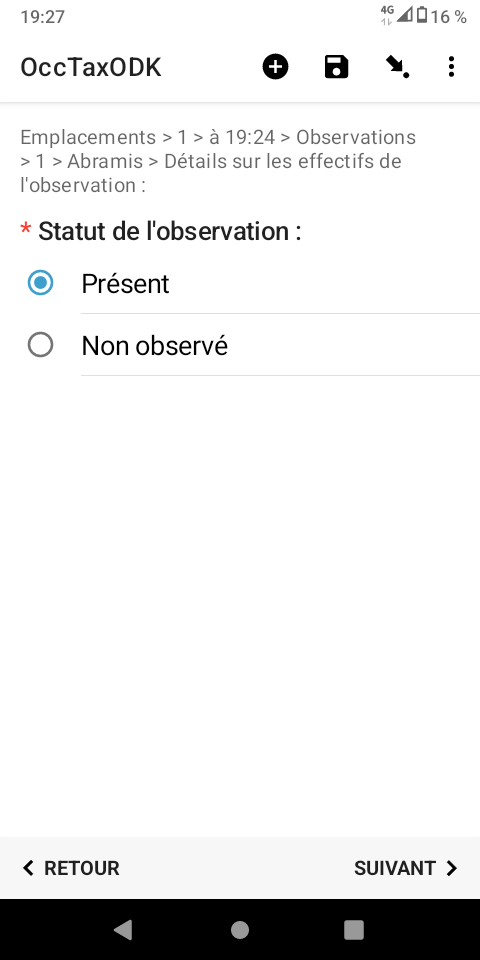 19:27
4G
16 %
OccTaxODK
Emplacements > 1 > à 19:24 > Observations
> 1 > Abramis > Détails sur les effectifs de
l'observation :
* Statut de l'observation :
Présent
Non observé
RETOUR
SUIVANT